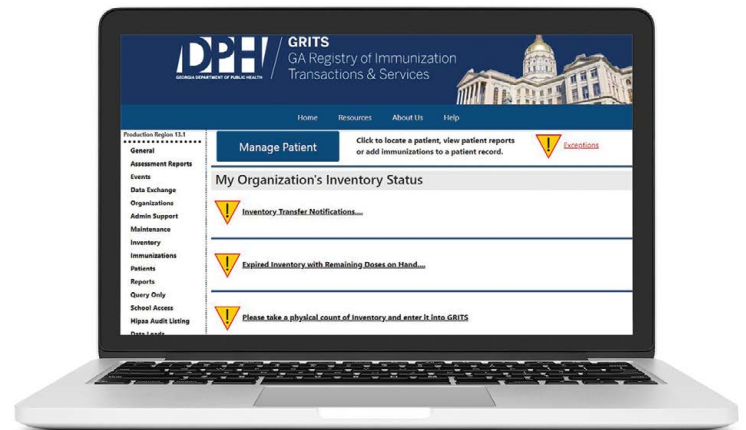 DPH
GEORGIA DEPARTMENT OF PUBLIC HEALTH
GRITS
GA Registry of Immunization
Transactions & Services
Home Resources About Us Help
Production Region 13.1
General
Assessment Reports
Events
Data Exchange
Organizations
Admin Support
Maintenance
Inventory
Immunizations
Patients
Reports
Query Only
School Access
Hipaa Audit Listing
Data Loads
Manage Patient
Click to locate a patient, view patient reports
or add immunizations to a patient record.
! Exceptions
My Organization's Inventory Status
! Inventory Transfer Notifications....
! Expired Inventory with Remaining Doses on Hand....
! Please take a physical count of Inventory and enter it into GRITS